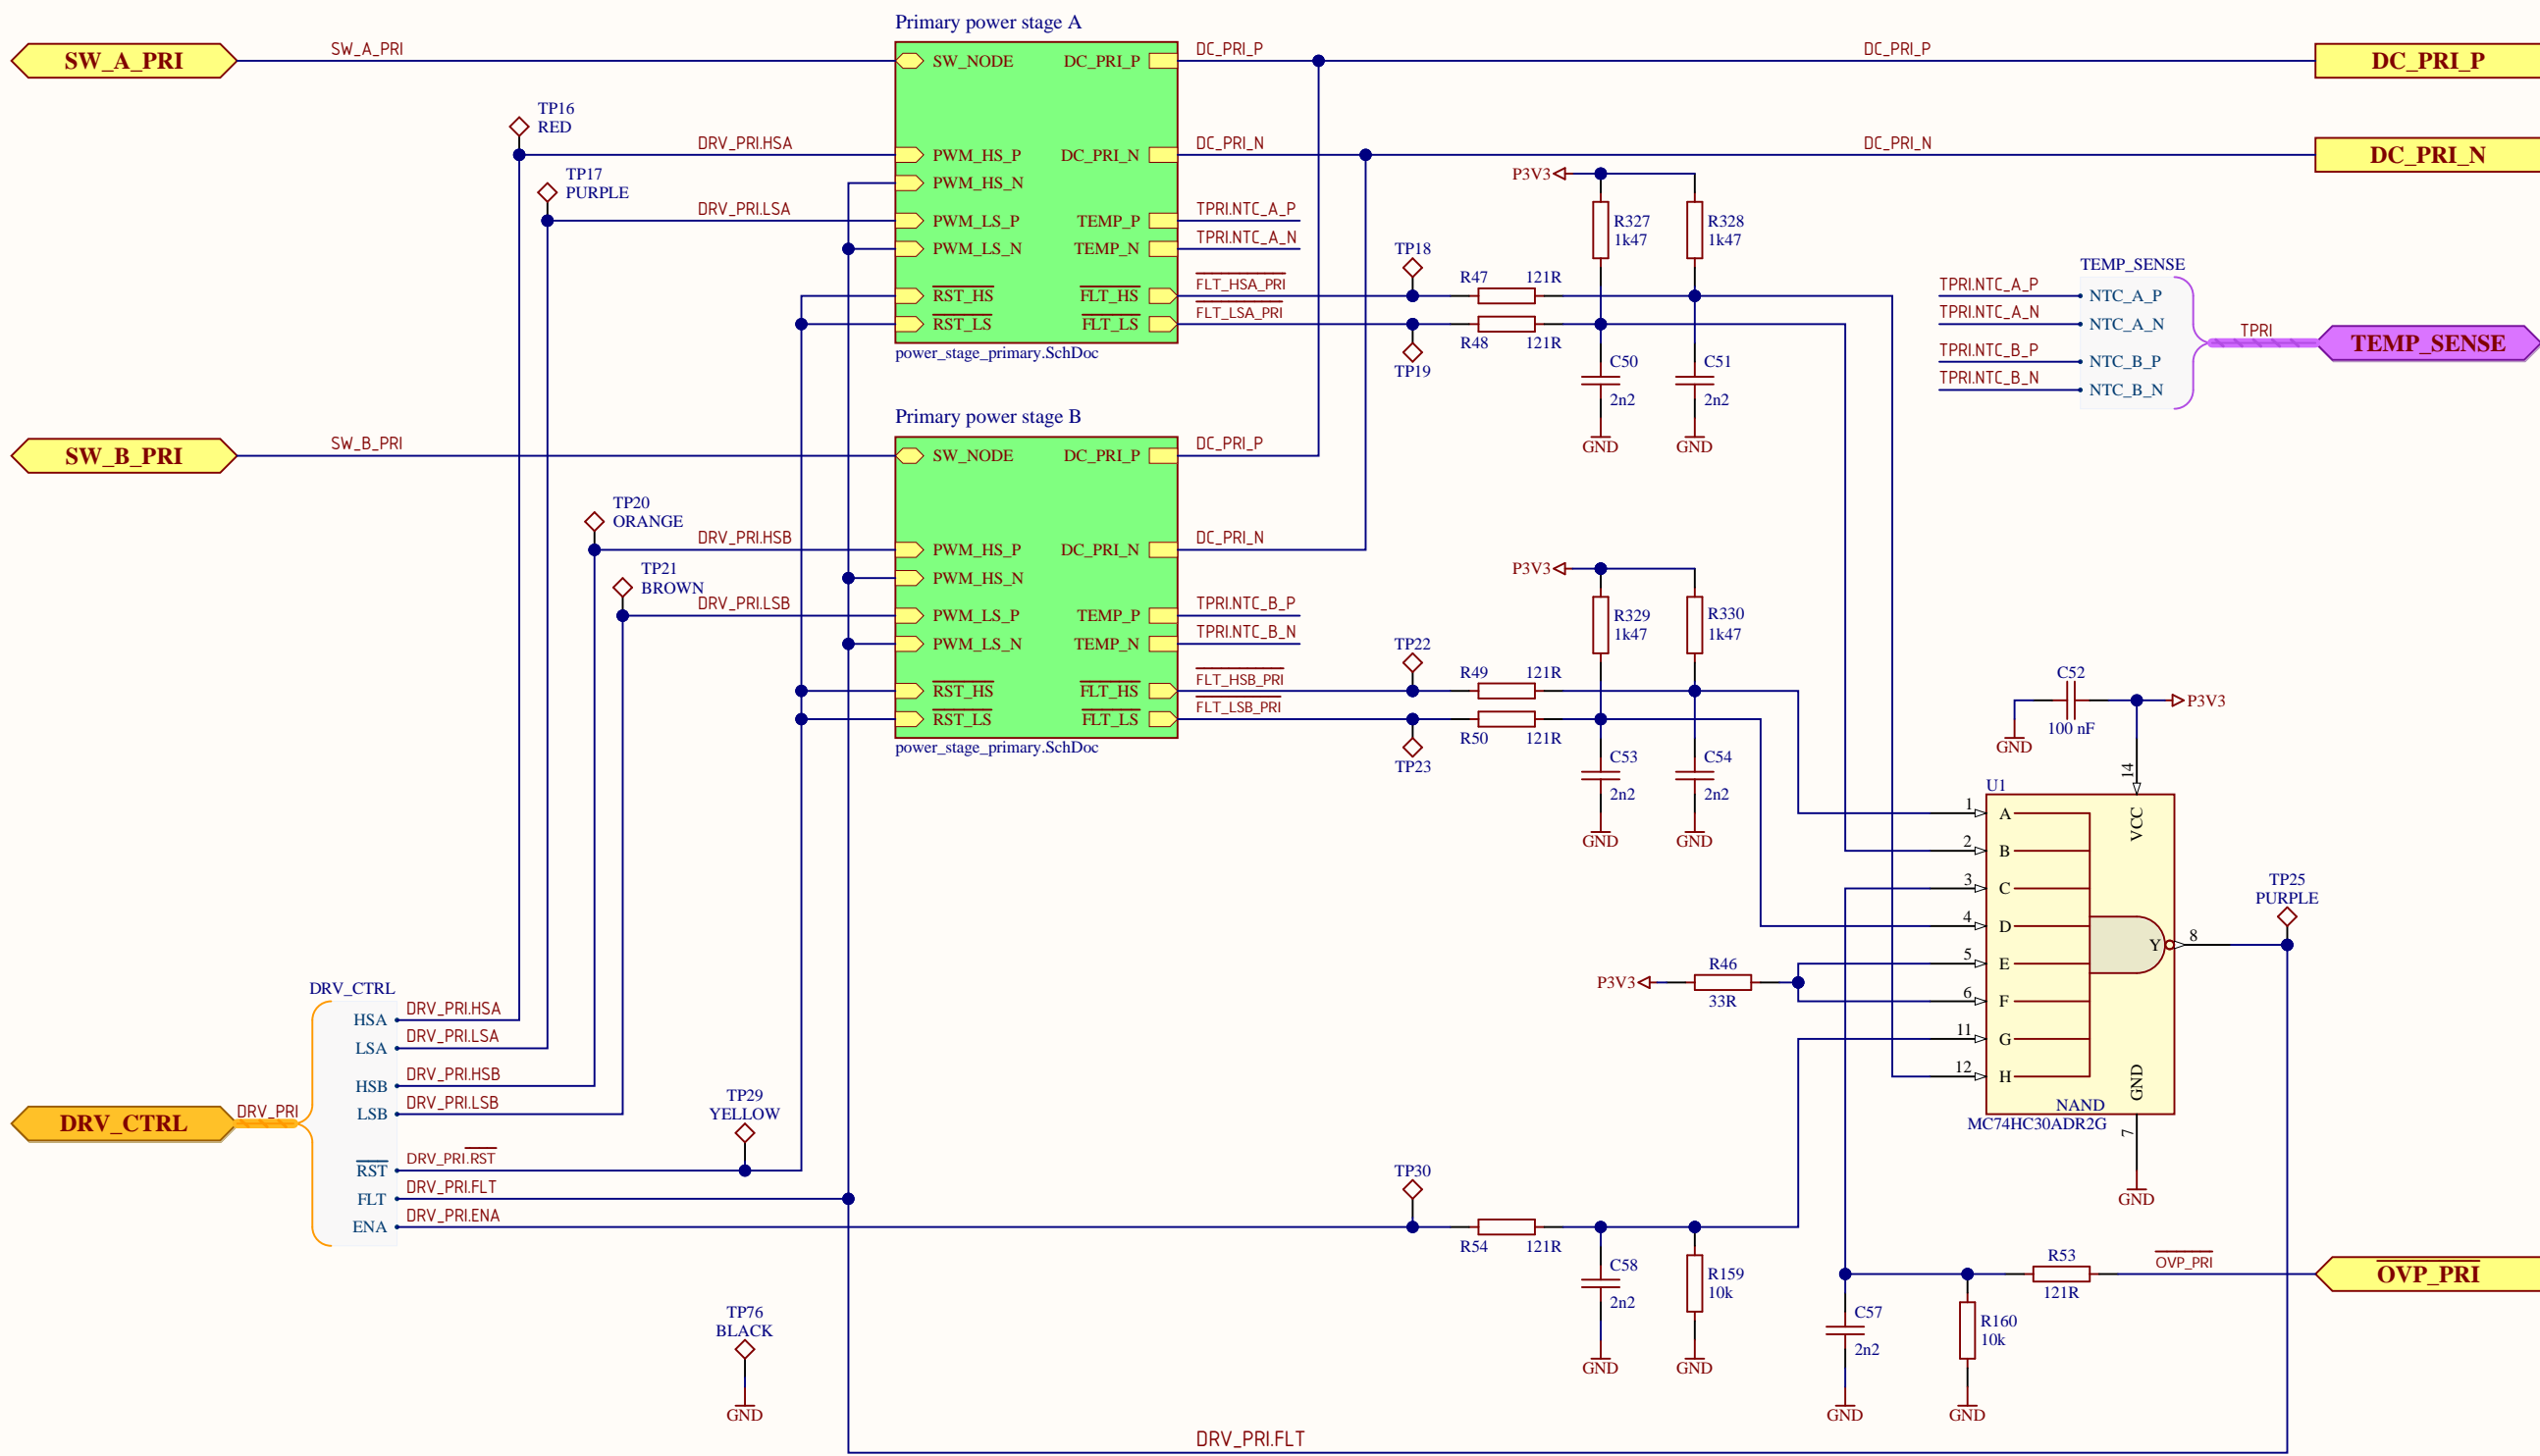 Primary power stage A
SW_A_PRI
SW_A_PRI
SW_NODE
DC_PRI_P
DC_PRI_P
DC_PRI_P
DC_PRI_P
TP16
RED
DRV_PRI.HSA
PWM_HS_P
DC_PRI_N
DC_PRI_N
DC_PRI_N
DC_PRI_N
TP17
PURPLE
PWM_HS_N
P3V3
DRV_PRI.LSA
PWM_LS_P
TEMP_P
TPRI.NTC_A_P
PWM_LS_N
TEMP_N
TPRI.NTC_A_N
R327
1k47
R328
1k47
TP18
RST_HS
FLT_HS
FLT_HSA_PRI
R47
121R
RST_LS
FLT_LS
FLT_LSA_PRI
R48
121R
TP19
power_stage_primary.SchDoc
C50
2n2
C51
2n2
GND
GND
TEMP_SENSE
TPRI.NTC_A_P
NTC_A_P
TPRI.NTC_A_N
NTC_A_N
TPRI.NTC_B_P
NTC_B_P
TPRI.NTC_B_N
NTC_B_N
TPRI
TEMP_SENSE
Primary power stage B
SW_B_PRI
SW_B_PRI
SW_NODE
DC_PRI_P
DC_PRI_P
TP20
ORANGE
DRV_PRI.HSB
PWM_HS_P
DC_PRI_N
DC_PRI_N
TP21
BROWN
PWM_HS_N
P3V3
DRV_PRI.LSB
PWM_LS_P
TEMP_P
TPRI.NTC_B_P
PWM_LS_N
TEMP_N
TPRI.NTC_B_N
R329
1k47
R330
1k47
TP22
RST_HS
FLT_HS
FLT_HSB_PRI
R49
121R
RST_LS
FLT_LS
FLT_LSB_PRI
R50
121R
TP23
power_stage_primary.SchDoc
C53
2n2
C54
2n2
GND
GND
C52
100 nF
P3V3
GND
14
U1
VCC
1
A
2
B
3
C
4
D
5
E
6
F
11
G
12
H
Y
8
TP25
PURPLE
GND
NAND
MC74HC30ADR2G
7
GND
P3V3
R46
33R
DRV_CTRL
HSA
DRV_PRI.HSA
LSA
DRV_PRI.LSA
HSB
DRV_PRI.HSB
LSB
DRV_PRI.LSB
DRV_CTRL
DRV_PRI
RST
DRV_PRI.RST
FLT
DRV_PRI.FLT
ENA
DRV_PRI.ENA
TP29
YELLOW
TP30
R54
121R
C58
2n2
R159
10k
GND
GND
R53
121R
OVP_PRI
OVP_PRI
C57
2n2
R160
10k
GND
GND
TP76
BLACK
GND
DRV_PRI.FLT